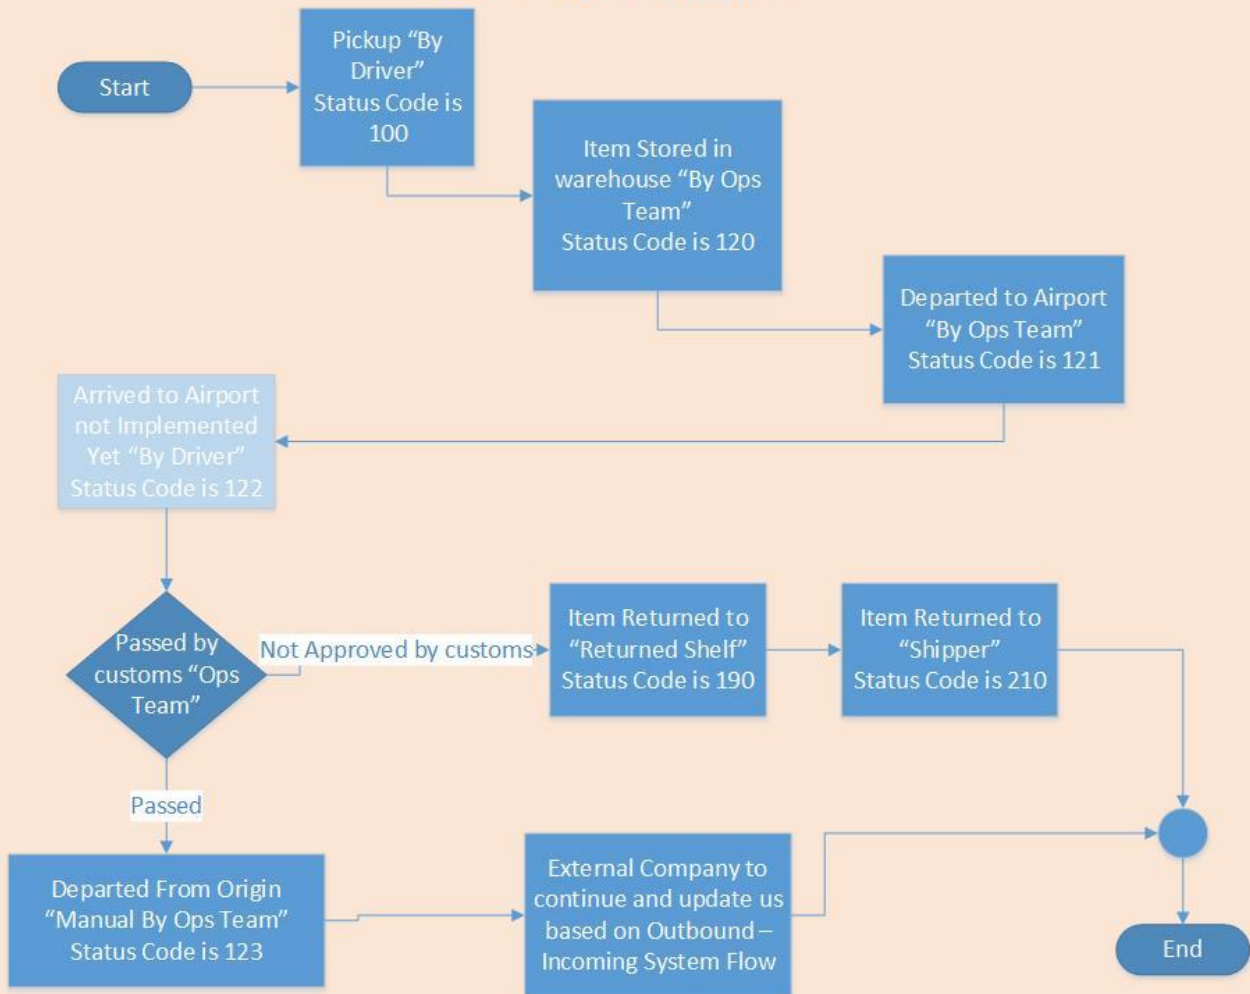 Start
Pickup “By
Driver”
Status Code is
100
Item Stored in
warehouse “By Ops
Team”
Status Code is 120
Departed to Airport
“By Ops Team”
Status Code is 121
Arrived to Airport
not Implemented
Yet “By Driver”
Status Code is 122
Passed by
customs “Ops
Team”
Not Approved by customs
Item Returned to
“Returned Shelf”
Status Code is 190
Item Returned to
“Shipper”
Status Code is 210
Passed
Departed From Origin
“Manual By Ops Team”
Status Code is 123
External Company to
continue and update us
based on Outbound –
Incoming System Flow
End